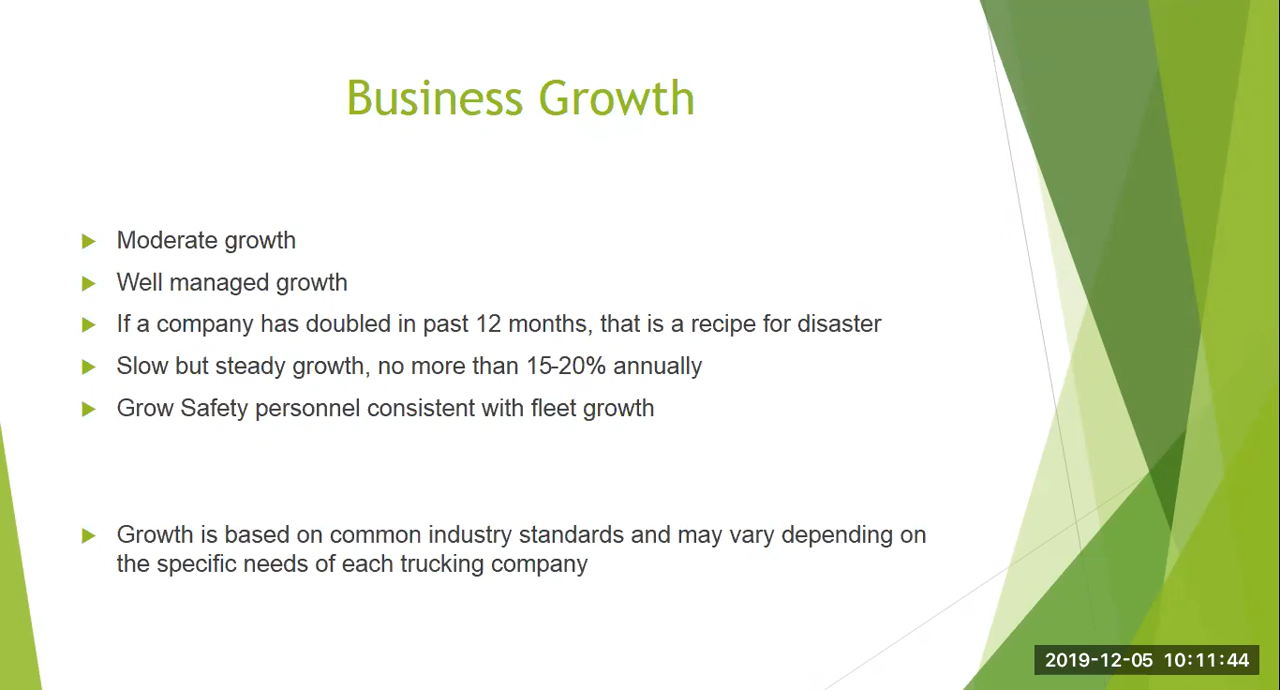 Business Growth
Moderate growth
Well managed growth
If a company has doubled in past 12 months, that is a recipe for disaster
Slow but steady growth, no more than 15-20% annually
Grow Safety personnel consistent with fleet growth
Growth is based on common industry standards and may vary depending on
the specific needs of each trucking company
2019-12-05 10:11:44